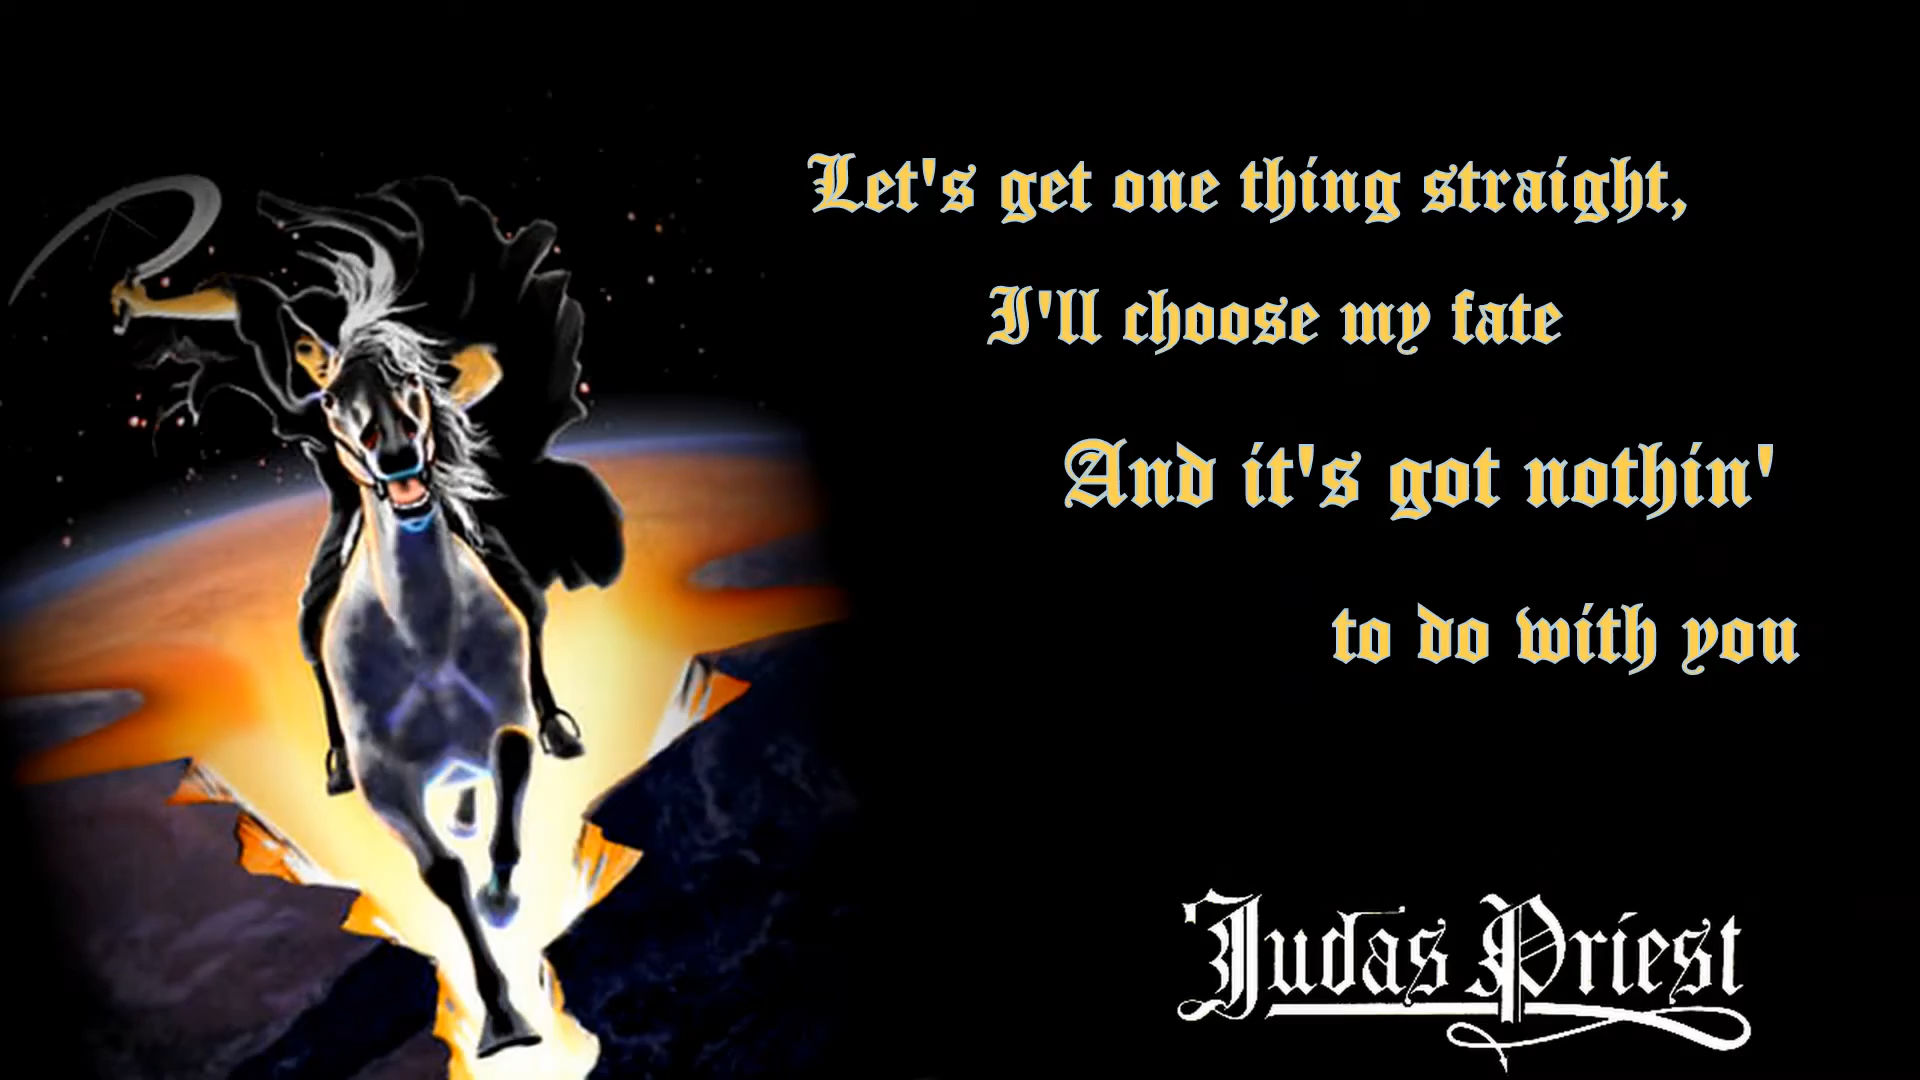 Let's get one thing straight,
I'll choose my fate
And it's got nothin'
to do with you
Judas Priest